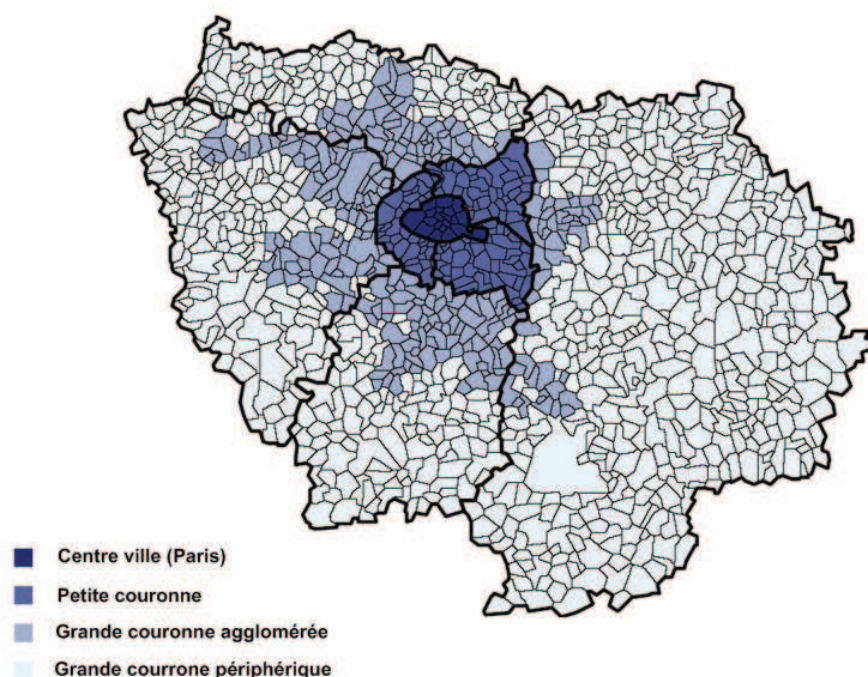 Centre ville (Paris)
Petite couronne
Grande couronne agglomérée
Grande courrone périphérique